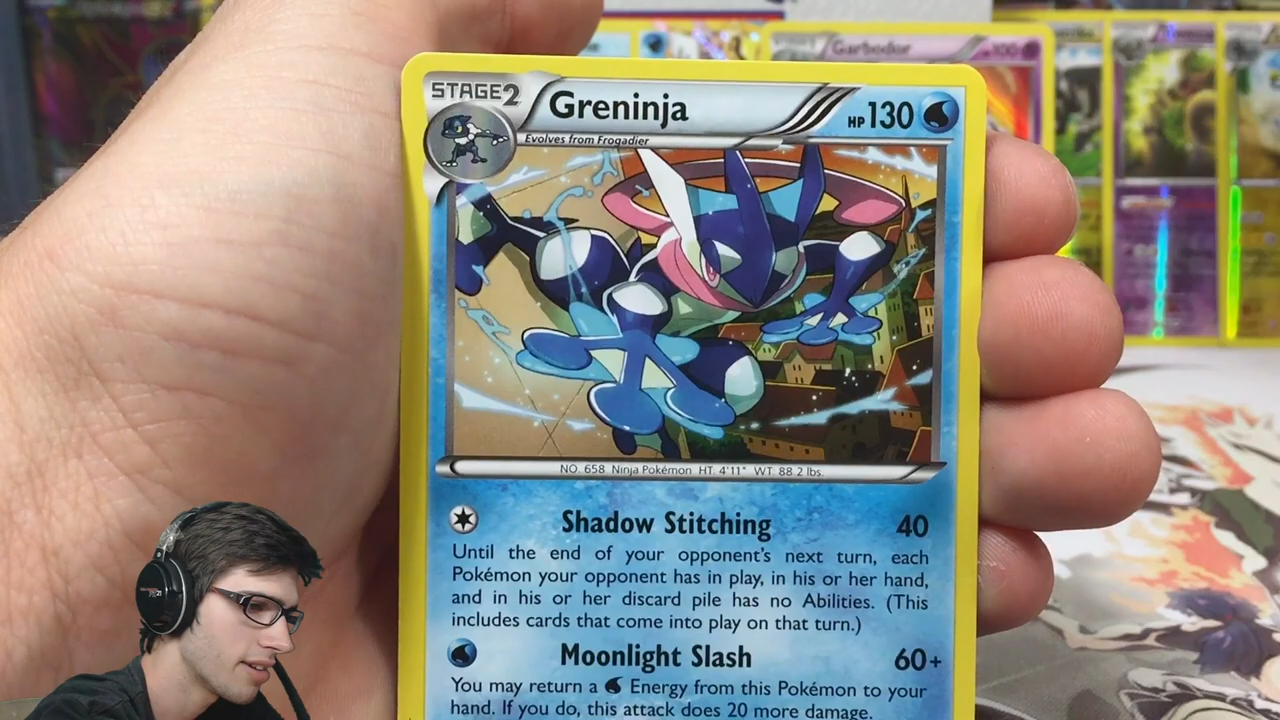 Garbodor 100
STAGE2 Greninja HP130
Evolves from Frogadier
NO. 658 Ninja Pokémon HT. 4'11" WT. 88.2 lbs.
Shadow Stitching 40
Until the end of your opponent's next turn, each
Pokémon your opponent has in play, in his or her hand,
and in his or her discard pile has no Abilities. (This
includes cards that come into play on that turn.)
Moonlight Slash 60+
You may return a Energy from this Pokémon to your
hand. If you do, this attack does 20 more damage.